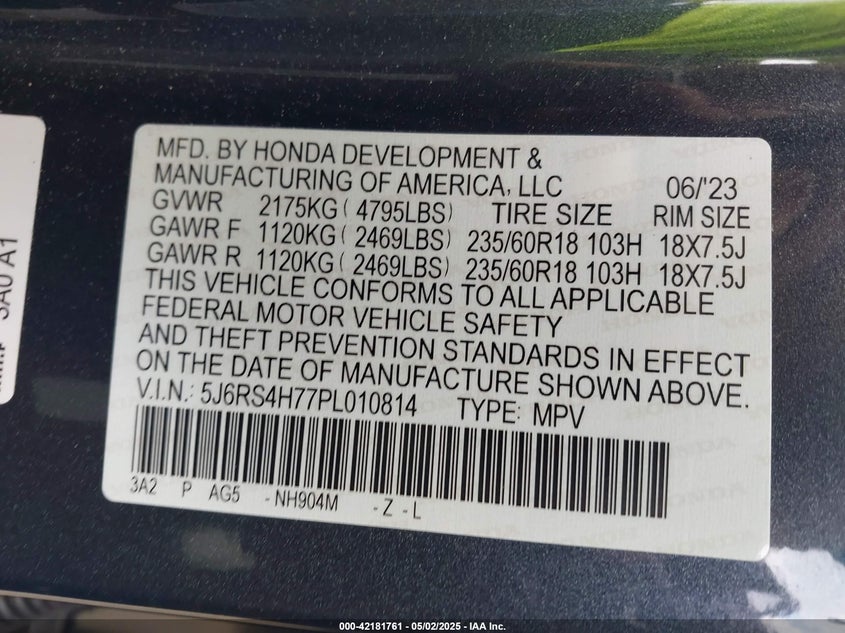 MFD. BY HONDA DEVELOPMENT &
MANUFACTURING OF AMERICA, LLC 06/'23
GVWR 2175KG ( 4795LBS) TIRE SIZE RIM SIZE
GAWR F 1120KG ( 2469LBS) 235/60R18 103H 18X7.5J
GAWR R 1120KG ( 2469LBS) 235/60R18 103H 18X7.5J
THIS VEHICLE CONFORMS TO ALL APPLICABLE
FEDERAL MOTOR VEHICLE SAFETY
AND THEFT PREVENTION STANDARDS IN EFFECT
ON THE DATE OF MANUFACTURE SHOWN ABOVE.
V.I.N.: 5J6RS4H77PL010814 TYPE: MPV
3A2 P AG5 - NH904M - Z - L
3A0 A1
000-42181761 - 05/02/2025 - IAA Inc.